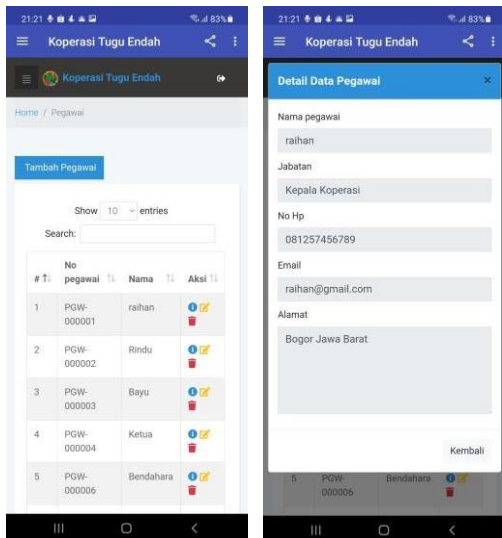 21:21
83%
Koperasi Tugu Endah
Koperasi Tugu Endah
Home / Pegawai
Tambah Pegawai
Show 10 entries
Search:
# No pegawai Nama Aksi
1 PGW-000001 raihan
2 PGW-000002 Rindu
3 PGW-000003 Bayu
4 PGW-000004 Ketua
5 PGW-000006 Bendahara
21:21
83%
Koperasi Tugu Endah
Detail Data Pegawai ×
Nama pegawai
raihan
Jabatan
Kepala Koperasi
No Hp
081257456789
Email
raihan@gmail.com
Alamat
Bogor Jawa Barat
Kembali
5 PGW-000006 Bendahara